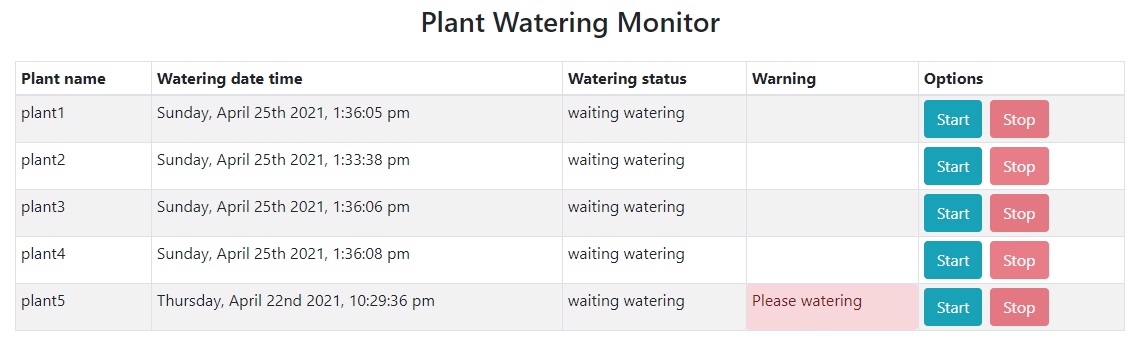 Plant Watering Monitor
Plant name Watering date time Watering status Warning Options
plant1 Sunday, April 25th 2021, 1:36:05 pm waiting watering Start Stop
plant2 Sunday, April 25th 2021, 1:33:38 pm waiting watering Start Stop
plant3 Sunday, April 25th 2021, 1:36:06 pm waiting watering Start Stop
plant4 Sunday, April 25th 2021, 1:36:08 pm waiting watering Start Stop
plant5 Thursday, April 22nd 2021, 10:29:36 pm waiting watering Please watering Start Stop